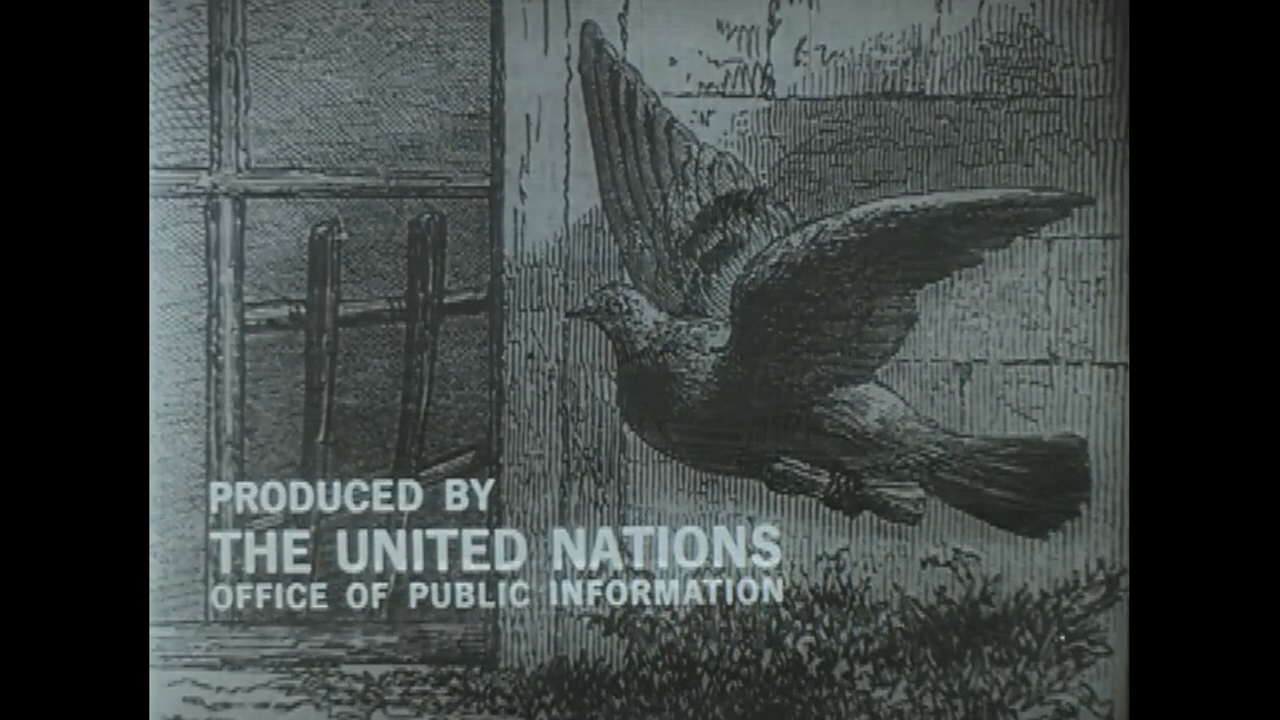 PRODUCED BY
THE UNITED NATIONS
OFFICE OF PUBLIC INFORMATION